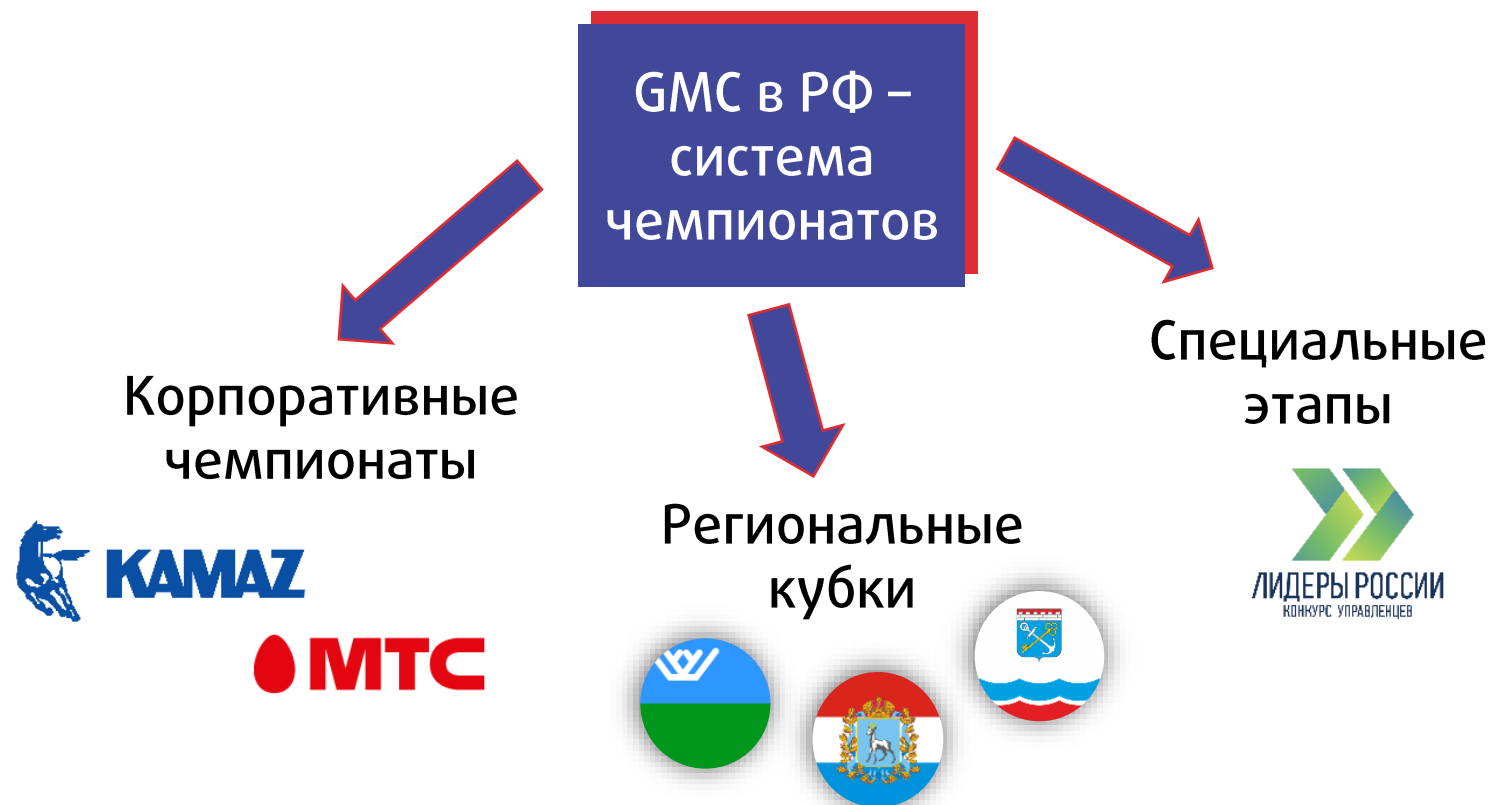 GMC в РФ –
система
чемпионатов
Корпоративные
чемпионаты
KAMAZ
МТС
Региональные
кубки
Специальные
этапы
ЛИДЕРЫ РОССИИ
КОНКУРС УПРАВЛЕНЦЕВ